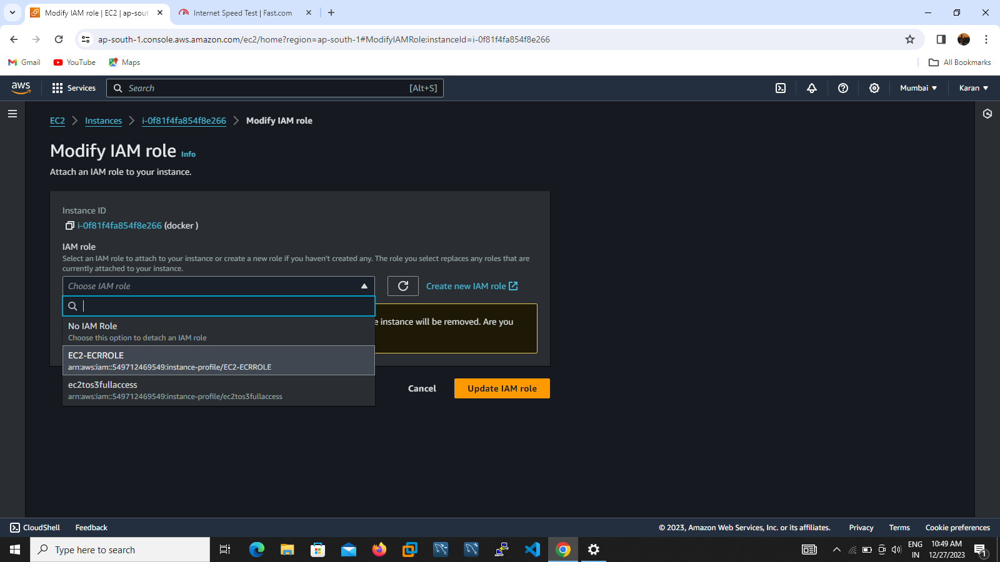 Modify IAM role | EC2 | ap-sout
Internet Speed Test | Fast.com
ap-south-1.console.aws.amazon.com/ec2/home?region=ap-south-1#ModifyIAMRole:instanceId=i-0f81f4fa854f8e266
Gmail
YouTube
Maps
All Bookmarks
aws
Services
Search
[Alt+S]
Mumbai
Karan
EC2
Instances
i-0f81f4fa854f8e266
Modify IAM role
Modify IAM role Info
Attach an IAM role to your instance.
Instance ID
i-0f81f4fa854f8e266 (docker )
IAM role
Select an IAM role to attach to your instance or create a new role if you haven't created any. The role you select replaces any roles that are
currently attached to your instance.
Choose IAM role
Create new IAM role
e instance will be removed. Are you
No IAM Role
Choose this option to detach an IAM role
EC2-ECRROLE
arn:aws:iam::549712469549:instance-profile/EC2-ECRROLE
ec2tos3fullaccess
arn:aws:iam::549712469549:instance-profile/ec2tos3fullaccess
Cancel
Update IAM role
CloudShell
Feedback
© 2023, Amazon Web Services, Inc. or its affiliates.
Privacy
Terms
Cookie preferences
Type here to search
ENG
IN
10:49 AM
12/27/2023
1